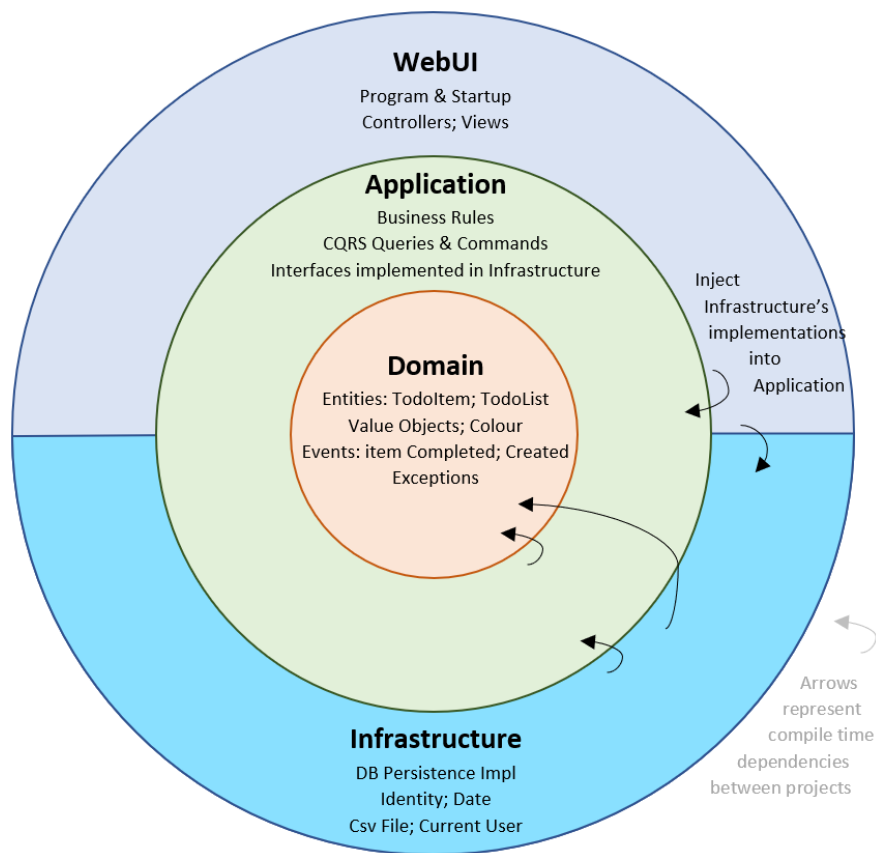 WebUI
Program & Startup
Controllers; Views
Application
Business Rules
CQRS Queries & Commands
Interfaces implemented in Infrastructure
Inject
Infrastructure’s
implementations
into
Application
Domain
Entities: TodoItem; TodoList
Value Objects; Colour
Events: item Completed; Created
Exceptions
Arrows
represent
compile time
dependencies
between projects
Infrastructure
DB Persistence Impl
Identity; Date
Csv File; Current User